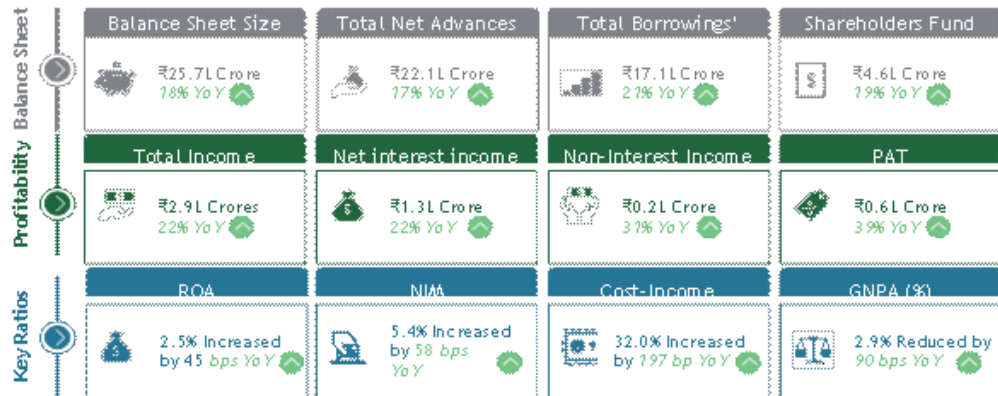 Balance Sheet
Balance Sheet Size
₹25.7L Crore
18% YoY
Total Net Advances
₹22.1L Crore
17% YoY
Total Borrowings'
₹17.1L Crore
21% YoY
Shareholders Fund
₹4.6L Crore
19% YoY
Profitability
Total Income
₹2.9L Crores
22% YoY
Net interest income
₹1.3L Crore
22% YoY
Non-Interest Income
₹0.2L Crore
31% YoY
PAT
₹0.6L Crore
39% YoY
Key Ratios
ROA
2.5% Increased
by 45 bps YoY
NIM
5.4% Increased
by 58 bps
YoY
Cost-Income
32.0% Increased
by 197 bp YoY
GNPA (%)
2.9% Reduced by
90 bps YoY